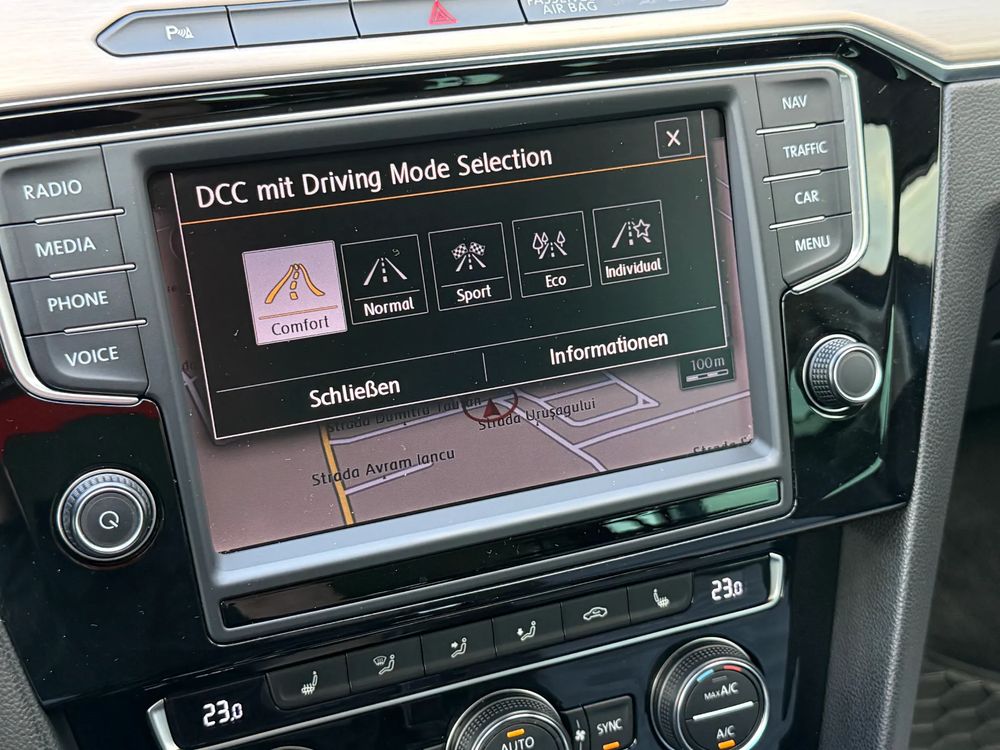 P
AIR BAG
RADIO
MEDIA
PHONE
VOICE
NAV
TRAFFIC
CAR
MENU
DCC mit Driving Mode Selection
X
Comfort
Normal
Sport
Eco
Individual
Schließen
Informationen
100m
Strada Dumitru
Strada Urușagului
Strada Avram Iancu
23.0
23.0
AUTO
SYNC
MAX A/C
A/C